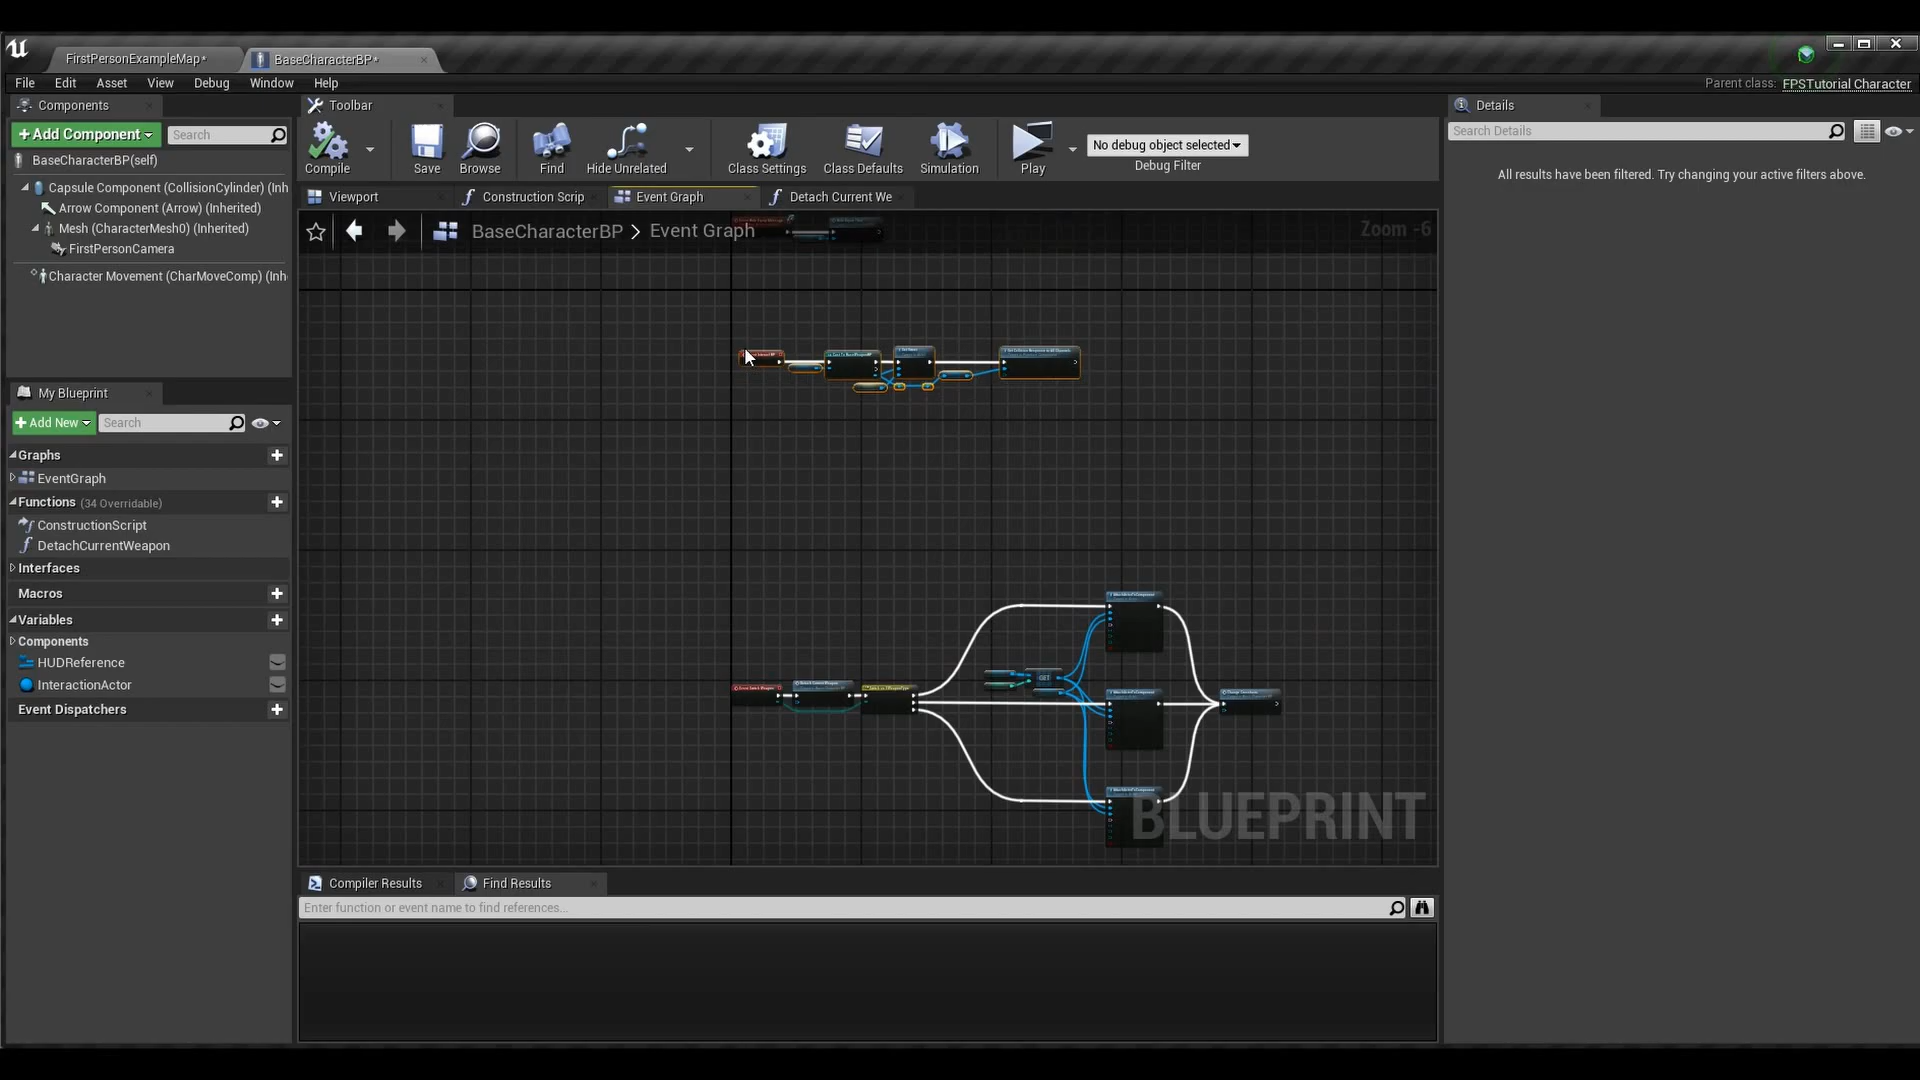 FirstPersonExampleMap*
BaseCharacterBP*
File Edit Asset View Debug Window Help
Parent class: FPSTutorial Character
Components
Toolbar
Details
+Add Component
Search
BaseCharacterBP(self)
Capsule Component (CollisionCylinder) (Inh
Arrow Component (Arrow) (Inherited)
Mesh (CharacterMesh0) (Inherited)
FirstPersonCamera
Character Movement (CharMoveComp) (Inh
Compile
Save
Browse
Find
Hide Unrelated
Class Settings
Class Defaults
Simulation
Play
No debug object selected
Debug Filter
Search Details
All results have been filtered. Try changing your active filters above.
Viewport
Construction Scrip
Event Graph
Detach Current We
BaseCharacterBP > Event Graph
Zoom -6
My Blueprint
+Add New
Search
Graphs
EventGraph
Functions (34 Overridable)
ConstructionScript
DetachCurrentWeapon
Interfaces
Macros
Variables
Components
HUDReference
InteractionActor
Event Dispatchers
GET
BLUEPRINT
Compiler Results
Find Results
Enter function or event name to find references...